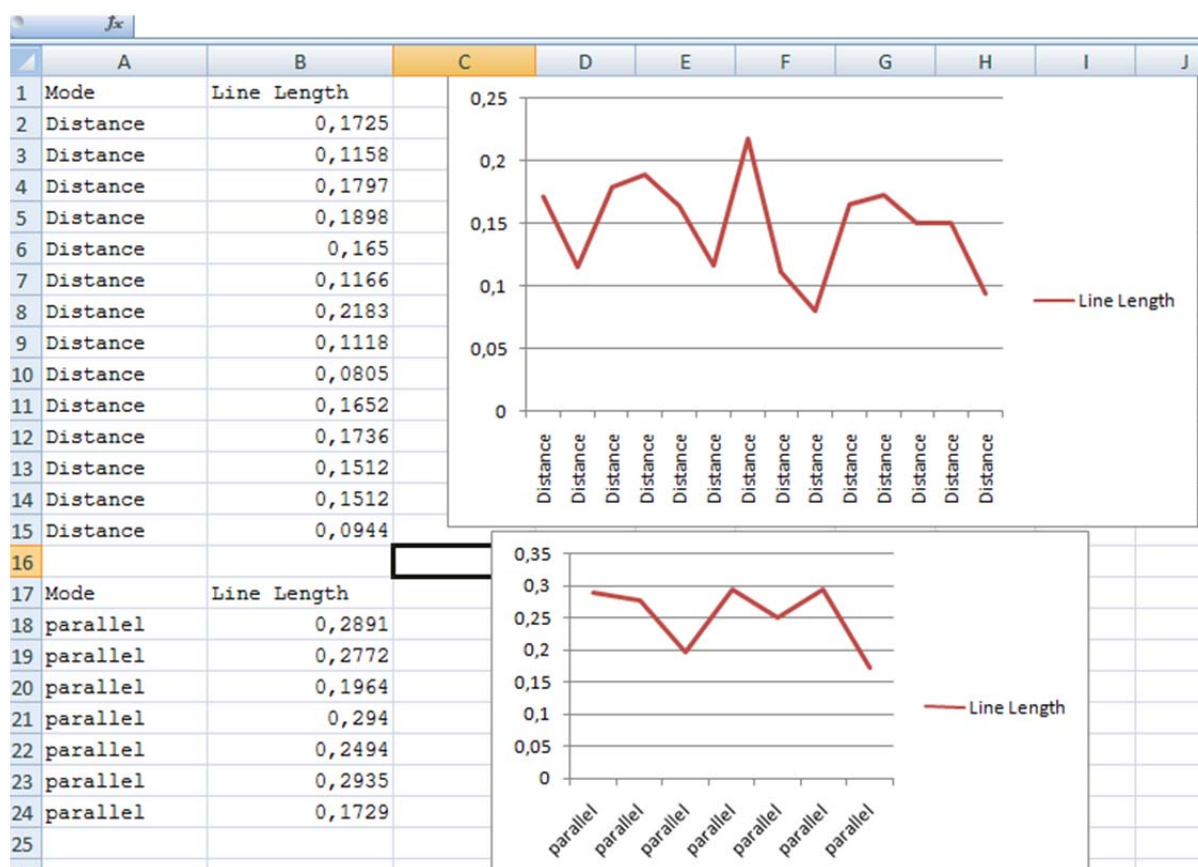 fx
A B C D E F G H I J
1 Mode Line Length
2 Distance 0,1725
3 Distance 0,1158
4 Distance 0,1797
5 Distance 0,1898
6 Distance 0,165
7 Distance 0,1166
8 Distance 0,2183
9 Distance 0,1118
10 Distance 0,0805
11 Distance 0,1652
12 Distance 0,1736
13 Distance 0,1512
14 Distance 0,1512
15 Distance 0,0944
16
17 Mode Line Length
18 parallel 0,2891
19 parallel 0,2772
20 parallel 0,1964
21 parallel 0,294
22 parallel 0,2494
23 parallel 0,2935
24 parallel 0,1729
25
0,25
0,2
0,15
0,1
0,05
0
Distance Distance Distance Distance Distance Distance Distance Distance Distance Distance Distance Distance Distance Distance
Line Length
0,35
0,3
0,25
0,2
0,15
0,1
0,05
0
parallel parallel parallel parallel parallel parallel parallel
Line Length